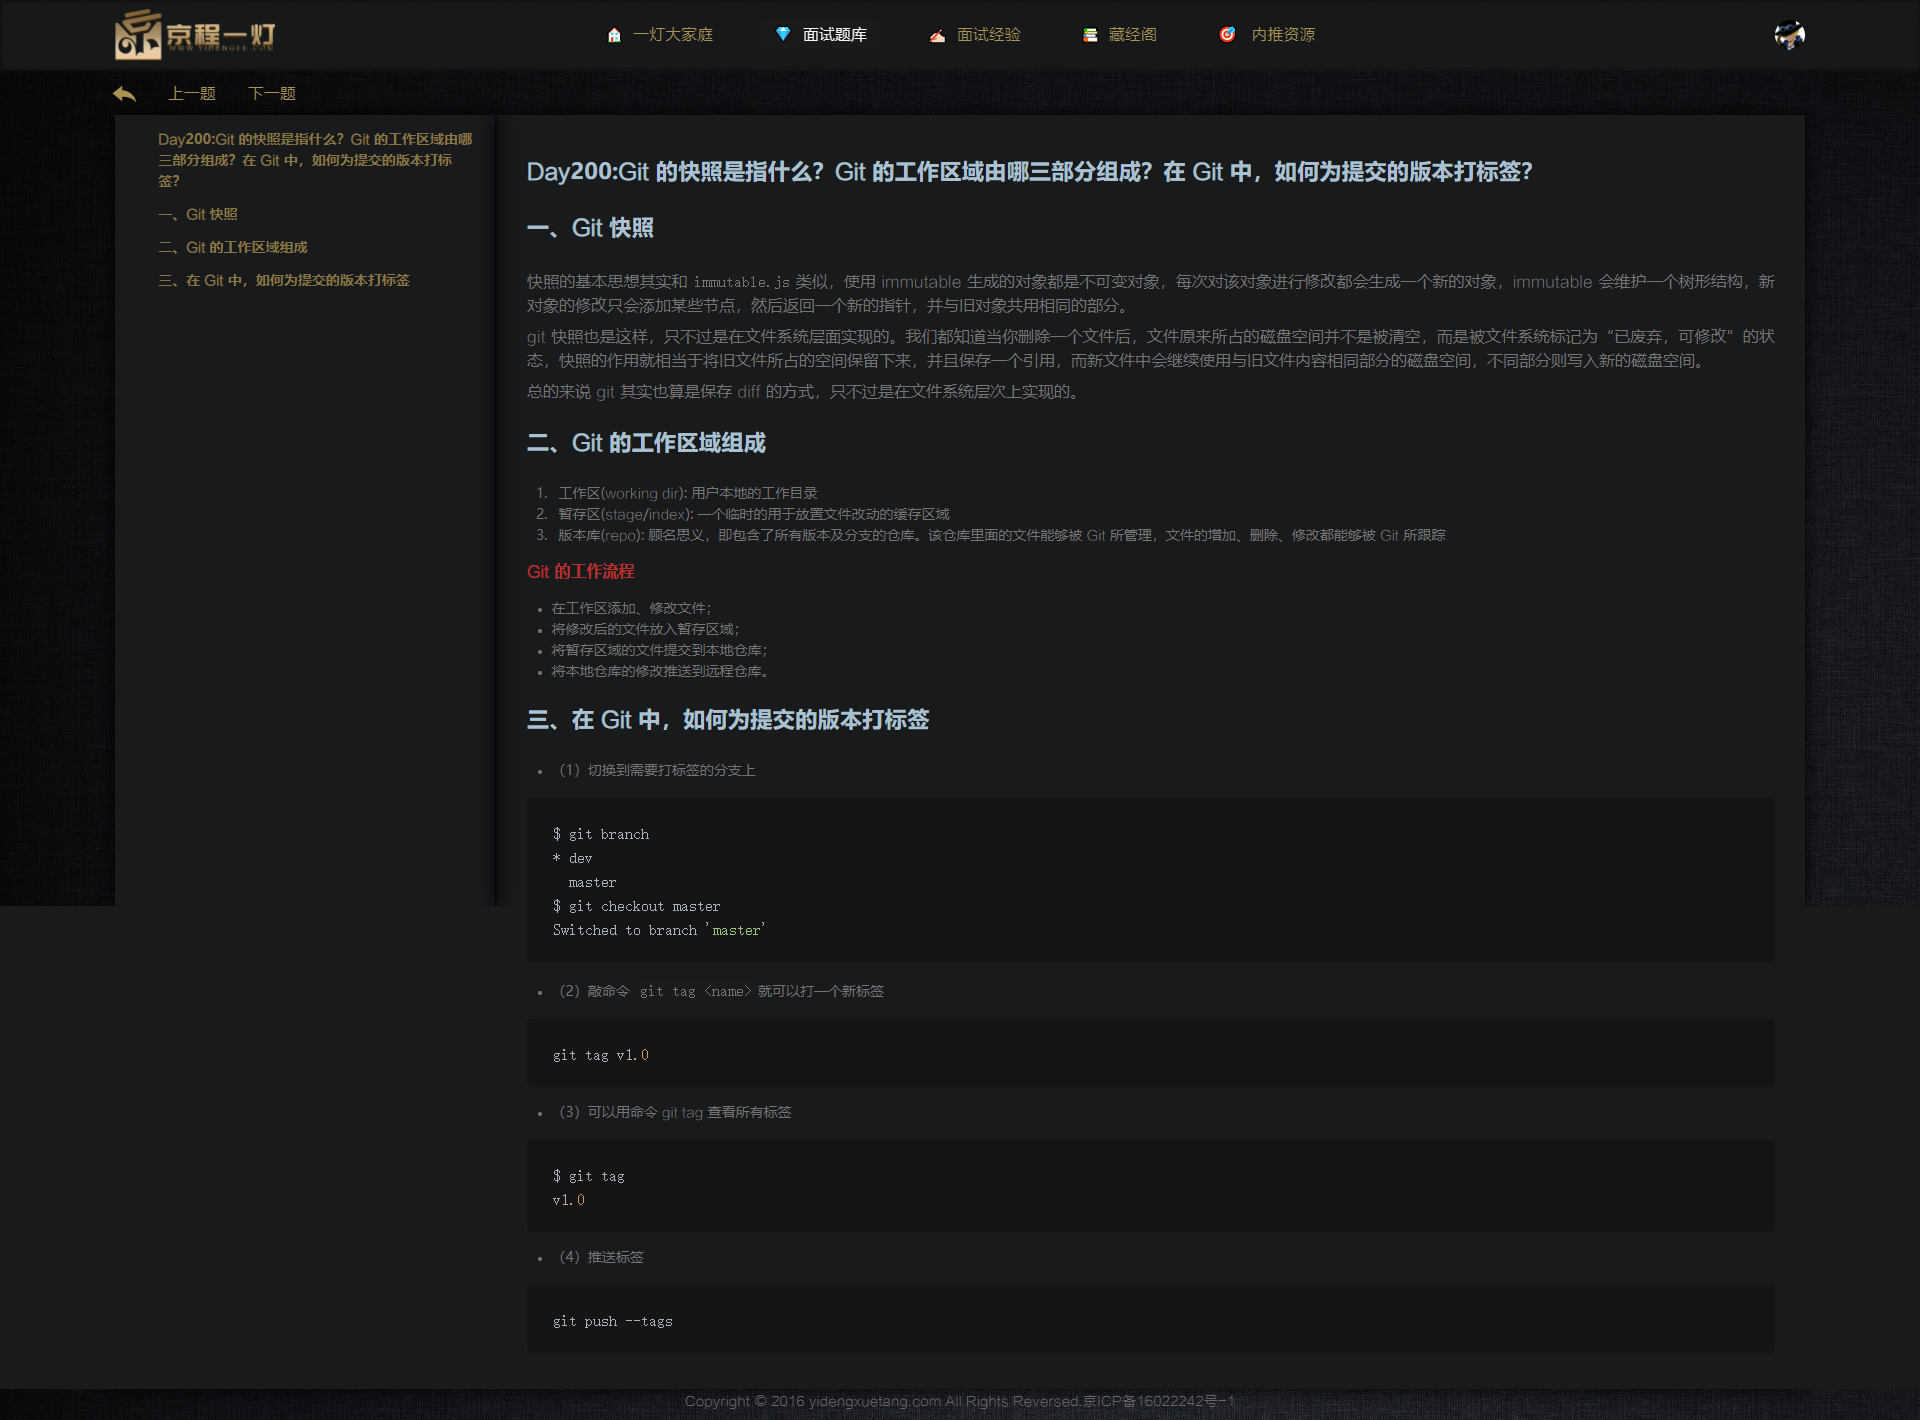 京程一灯
WWW.YIDENGFE.COM
一灯大家庭
面试题库
面试经验
藏经阁
内推资源
上一题
下一题
Day200:Git 的快照是指什么？Git 的工作区域由哪
三部分组成？在 Git 中，如何为提交的版本打标
签？
一、Git 快照
二、Git 的工作区域组成
三、在 Git 中，如何为提交的版本打标签
Day200:Git 的快照是指什么？Git 的工作区域由哪三部分组成？在 Git 中，如何为提交的版本打标签？
一、Git 快照
快照的基本思想其实和 immutable.js 类似，使用 immutable 生成的对象都是不可变对象，每次对该对象进行修改都会生成一个新的对象，immutable 会维护一个树形结构，新
对象的修改只会添加某些节点，然后返回一个新的指针，并与旧对象共用相同的部分。
git 快照也是这样，只不过是在文件系统层面实现的。我们都知道当你删除一个文件后，文件原来所占的磁盘空间并不是被清空，而是被文件系统标记为“已废弃，可修改”的状
态，快照的作用就相当于将旧文件所占的空间保留下来，并且保存一个引用，而新文件中会继续使用与旧文件内容相同部分的磁盘空间，不同部分则写入新的磁盘空间。
总的来说 git 其实也算是保存 diff 的方式，只不过是在文件系统层次上实现的。
二、Git 的工作区域组成
1. 工作区(working dir): 用户本地的工作目录
2. 暂存区(stage/index): 一个临时的用于放置文件改动的缓存区域
3. 版本库(repo): 顾名思义，即包含了所有版本及分支的仓库。该仓库里面的文件能够被 Git 所管理，文件的增加、删除、修改都能够被 Git 所跟踪
Git 的工作流程
• 在工作区添加、修改文件；
• 将修改后的文件放入暂存区域；
• 将暂存区域的文件提交到本地仓库；
• 将本地仓库的修改推送到远程仓库。
三、在 Git 中，如何为提交的版本打标签
• （1）切换到需要打标签的分支上
$ git branch
* dev
  master
$ git checkout master
Switched to branch 'master'
• （2）敲命令 git tag <name> 就可以打一个新标签
git tag v1.0
• （3）可以用命令 git tag 查看所有标签
$ git tag
v1.0
• （4）推送标签
git push --tags
Copyright © 2016 yidengxuetang.com All Rights Reversed.京ICP备16022242号-1